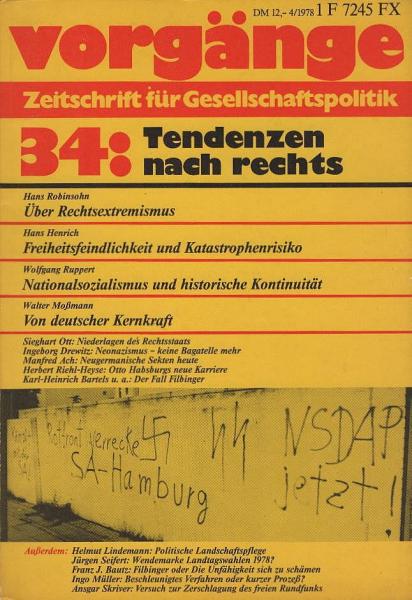 DM 12,– 4/1978 1 F 7245 FX
vorgänge
Zeitschrift für Gesellschaftspolitik
34: Tendenzen
nach rechts
Hans Robinsohn
Über Rechtsextremismus
Hans Henrich
Freiheitsfeindlichkeit und Katastrophenrisiko
Wolfgang Ruppert
Nationalsozialismus und historische Kontinuität
Walter Moßmann
Von deutscher Kernkraft
Sieghart Ott: Niederlagen des Rechtsstaats
Ingeborg Drewitz: Neonazismus – keine Bagatelle mehr
Manfred Ach: Neugermanische Sekten heute
Herbert Riehl-Heyse: Otto Habsburgs neue Karriere
Karl-Heinrich Bartels u. a.: Der Fall Filbinger
Rotfront verrecke
SA-Hamburg
NSDAP
jetzt!
Außerdem: Helmut Lindemann: Politische Landschaftspflege
Jürgen Seifert: Wendemarke Landtagswahlen 1978?
Franz J. Bautz: Filbinger oder Die Unfähigkeit sich zu schämen
Ingo Müller: Beschleunigtes Verfahren oder kurzer Prozeß?
Ansgar Skriver: Versuch zur Zerschlagung des freien Rundfunks